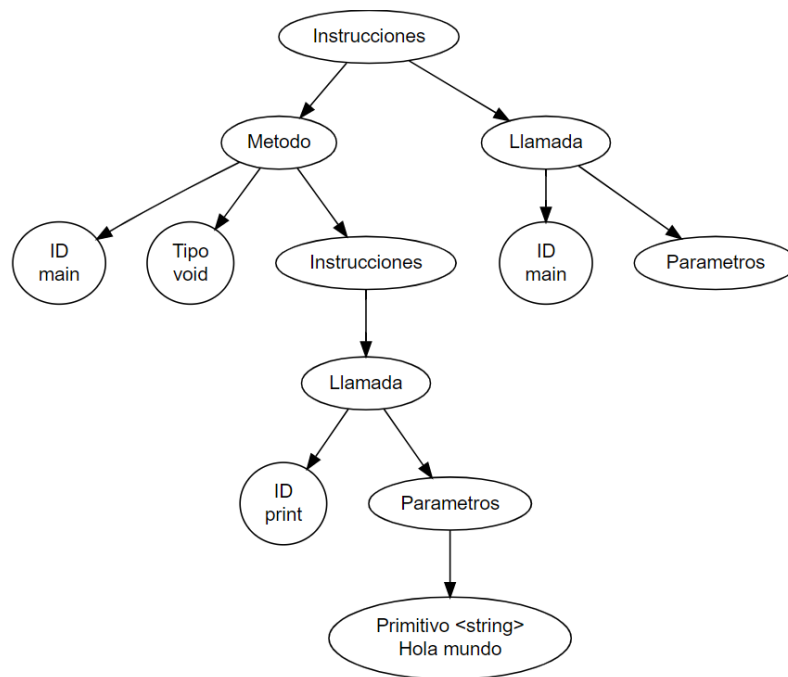 Instrucciones
Metodo
Llamada
ID
main
Tipo
void
Instrucciones
ID
main
Parametros
Llamada
ID
print
Parametros
Primitivo <string>
Hola mundo